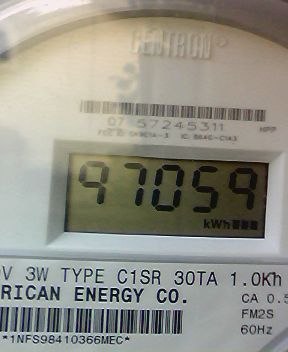 CENTRON®
07 57245311
HPP
97059
kWh
V 3W TYPE C1SR 30TA 1.0Kh
RICAN ENERGY CO.
CA 0.5
FM2S
60Hz
*1NFS98410366MEC*